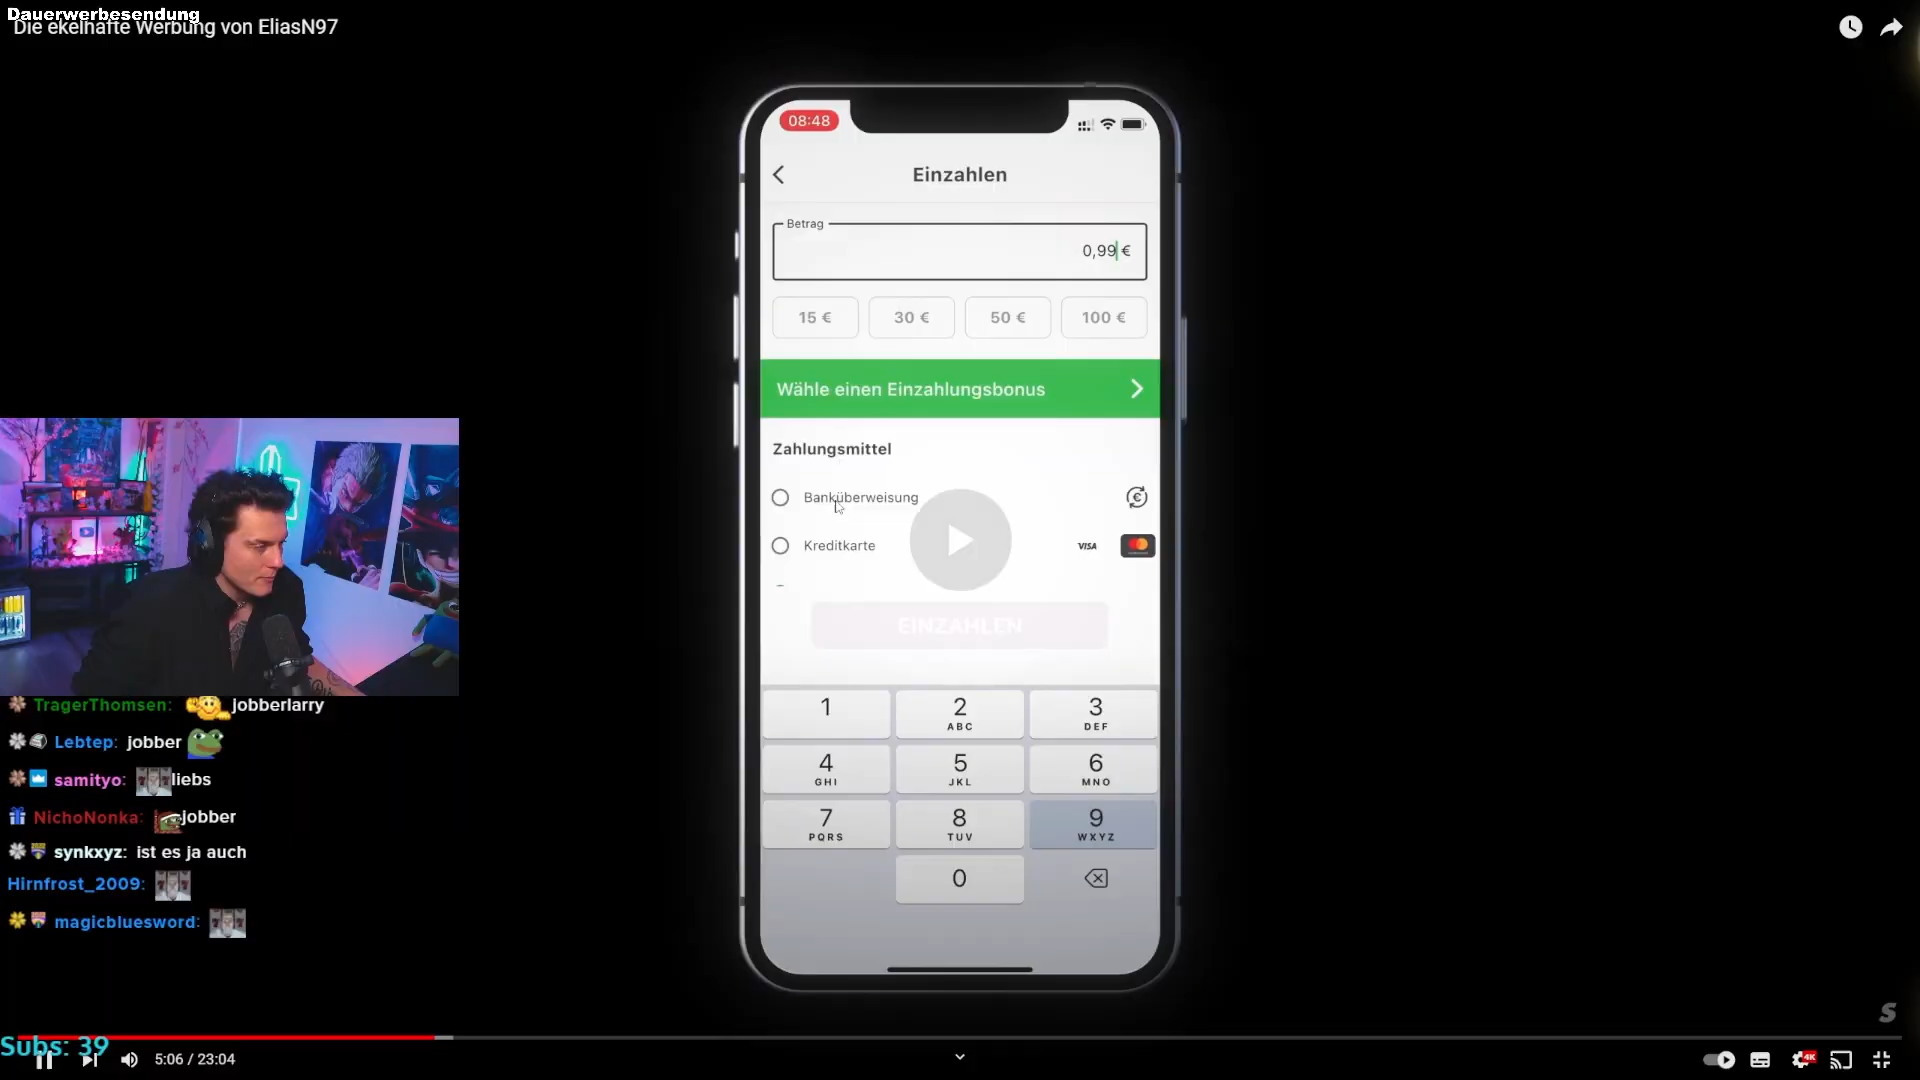 Dauerwerbesendung
Die ekelhafte Werbung von EliasN97
08:48
Einzahlen
Betrag
0,99 €
15 €
30 €
50 €
100 €
Wähle einen Einzahlungsbonus
Zahlungsmittel
Banküberweisung
Kreditkarte
VISA
EINZAHLEN
1
2
ABC
3
DEF
4
GHI
5
JKL
6
MNO
7
PQRS
8
TUV
9
WXYZ
0
TragerThomsen: jobberlarry
Lebtep: jobber
samityo: liebs
NichoNonka: jobber
synkxyz: ist es ja auch
Hirnfrost_2009:
magicbluesword:
S
Subs: 39
5:06 / 23:04
4K